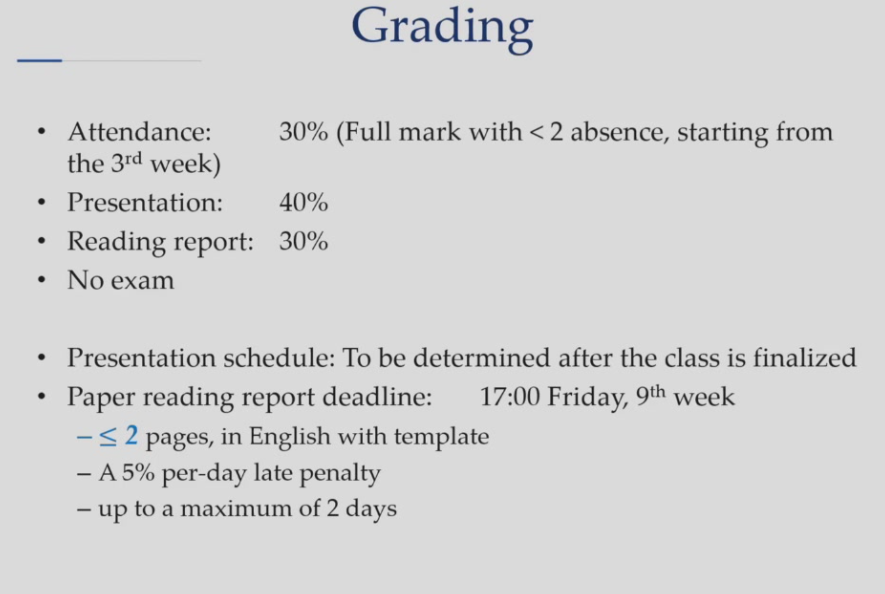 Grading
• Attendance: 30% (Full mark with < 2 absence, starting from
the 3rd week)
• Presentation: 40%
• Reading report: 30%
• No exam
• Presentation schedule: To be determined after the class is finalized
• Paper reading report deadline: 17:00 Friday, 9th week
– ≤ 2 pages, in English with template
– A 5% per-day late penalty
– up to a maximum of 2 days